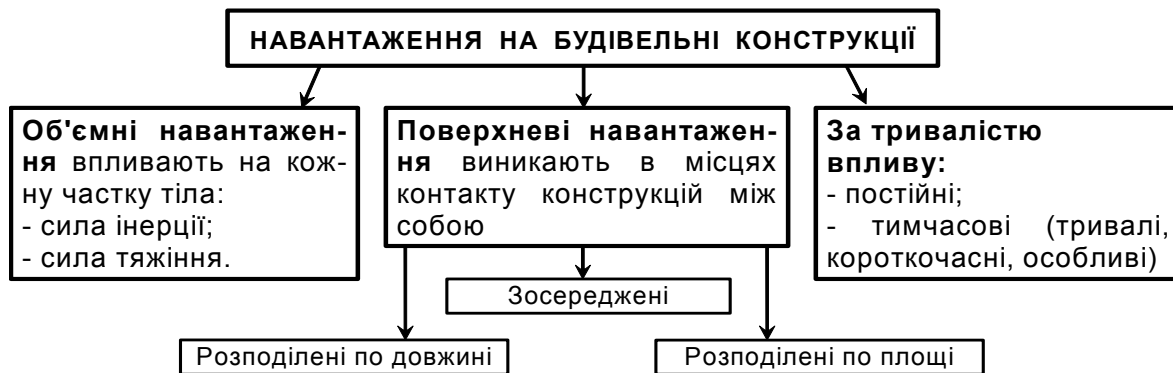 НАВАНТАЖЕННЯ НА БУДІВЕЛЬНІ КОНСТРУКЦІЇ
Об'ємні навантажен-
ня впливають на кож-
ну частку тіла:
- сила інерції;
- сила тяжіння.
Поверхневі навантажен-
ня виникають в місцях
контакту конструкцій між
собою
За тривалістю
впливу:
- постійні;
- тимчасові (тривалі,
короткочасні, особливі)
Зосереджені
Розподілені по довжині
Розподілені по площі